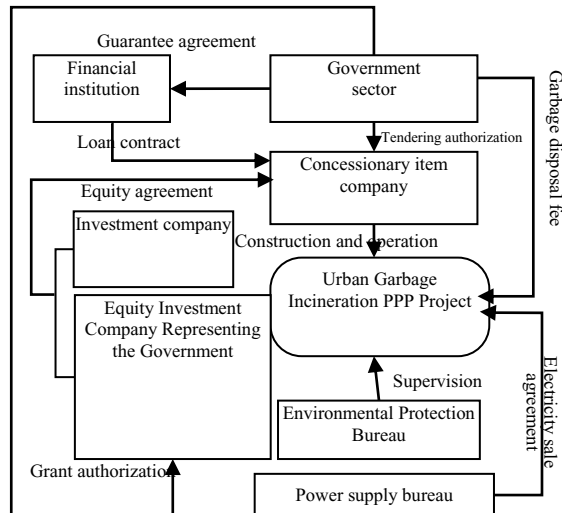 Guarantee agreement
Financial
institution
Government
sector
Garbage disposal fee
Loan contract
Tendering authorization
Concessionary item
company
Equity agreement
Investment company
Construction and operation
Urban Garbage
Incineration PPP Project
Equity Investment
Company Representing
the Government
Supervision
Electricity sale
agreement
Environmental Protection
Bureau
Grant authorization
Power supply bureau